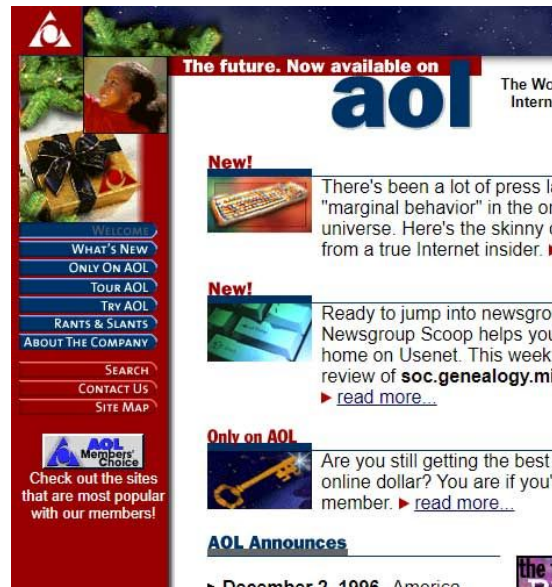 The future. Now available on
aol
The Wo
Intern
WELCOME
WHAT'S NEW
ONLY ON AOL
TOUR AOL
TRY AOL
RANTS & SLANTS
ABOUT THE COMPANY
SEARCH
CONTACT US
SITE MAP
AOL
Members'
Choice
Check out the sites
that are most popular
with our members!
New!
There's been a lot of press la
"marginal behavior" in the on
universe. Here's the skinny
from a true Internet insider.
New!
Ready to jump into newsgrou
Newsgroup Scoop helps you
home on Usenet. This week
review of soc.genealogy.mi
► read more...
Only on AOL
Are you still getting the best
online dollar? You are if you'
member. ► read more...
AOL Announces
December 2, 1996 America
the